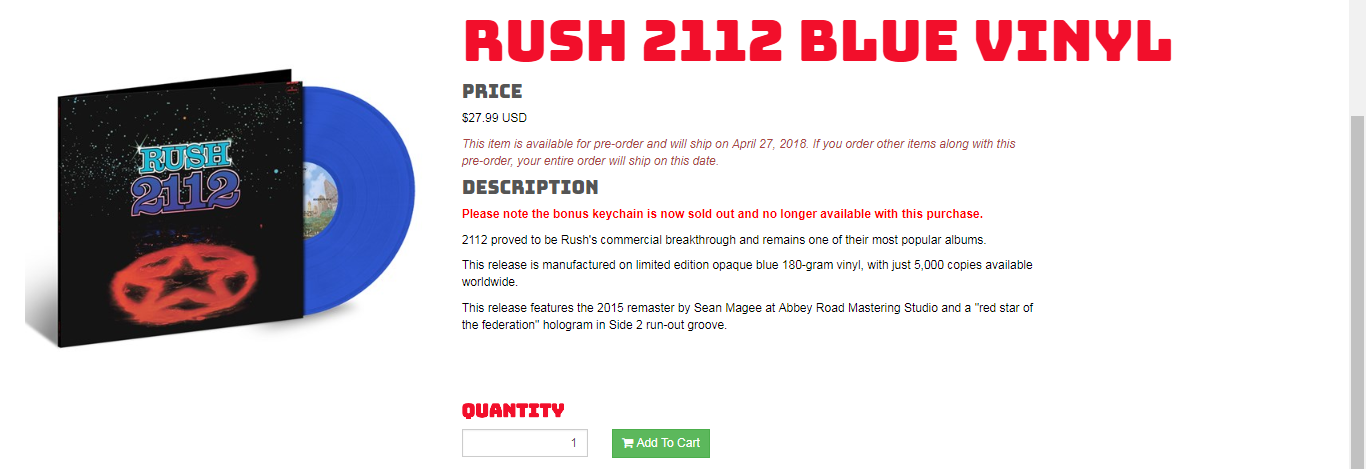 RUSH 2112 BLUE VINYL
PRICE
$27.99 USD
This item is available for pre-order and will ship on April 27, 2018. If you order other items along with this
pre-order, your entire order will ship on this date.
DESCRIPTION
Please note the bonus keychain is now sold out and no longer available with this purchase.
2112 proved to be Rush's commercial breakthrough and remains one of their most popular albums.
This release is manufactured on limited edition opaque blue 180-gram vinyl, with just 5,000 copies available
worldwide.
This release features the 2015 remaster by Sean Magee at Abbey Road Mastering Studio and a "red star of
the federation" hologram in Side 2 run-out groove.
RUSH
2112
QUANTITY
1
Add To Cart